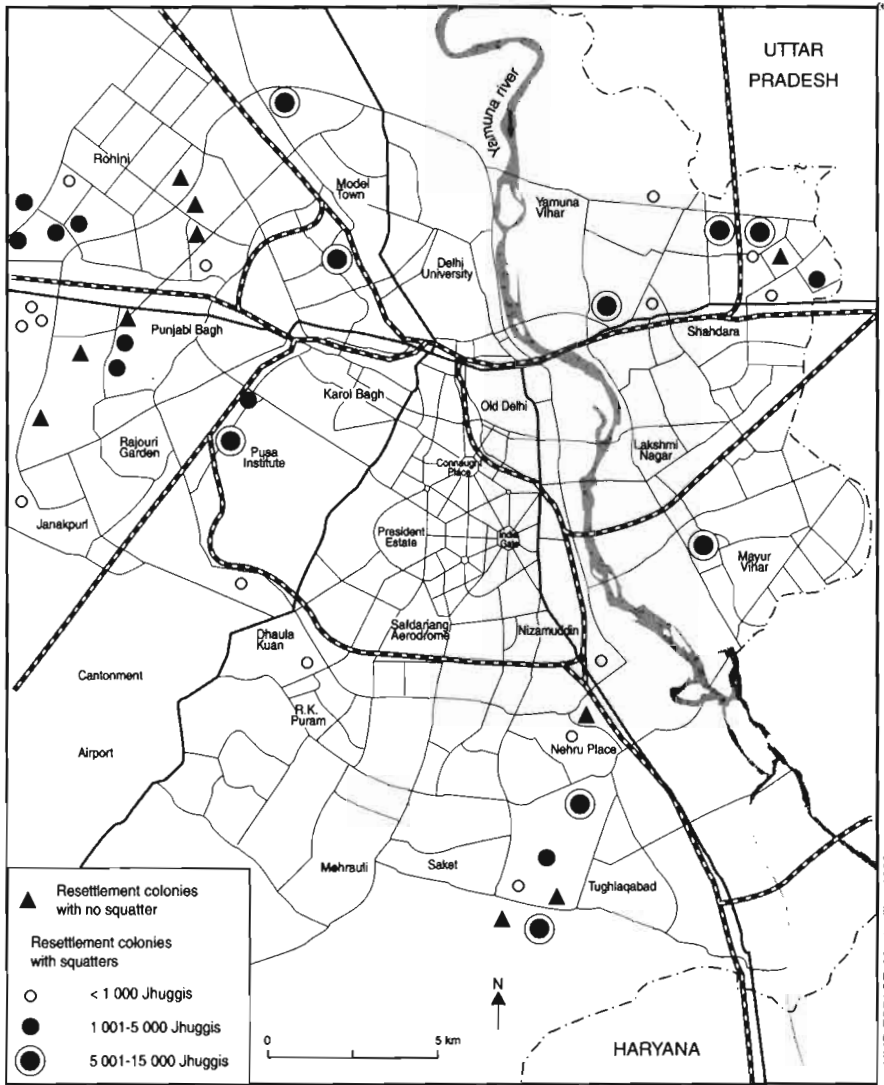 UTTAR
PRADESH
Yamuna river
Rohini
Model
Town
Yamuna
Vihar
Delhi
University
Punjabi Bagh
Shahdara
Karol Bagh
Old Delhi
Rajouri
Garden
Pusa
Institute
Lakshmi
Nagar
Connaught
Place
Janakpuri
President
Estate
India
Gate
Mayur
Vihar
Safdarjang
Aerodrome
Nizamuddin
Dhaula
Kuan
Cantonment
R.K.
Puram
Airport
Nehru Place
Mehrauli
Saket
Tughlaqabad
Resettlement colonies
with no squatter
Resettlement colonies
with squatters
< 1 000 Jhuggis
1 001-5 000 Jhuggis
5 001-15 000 Jhuggis
N
0
5 km
HARYANA